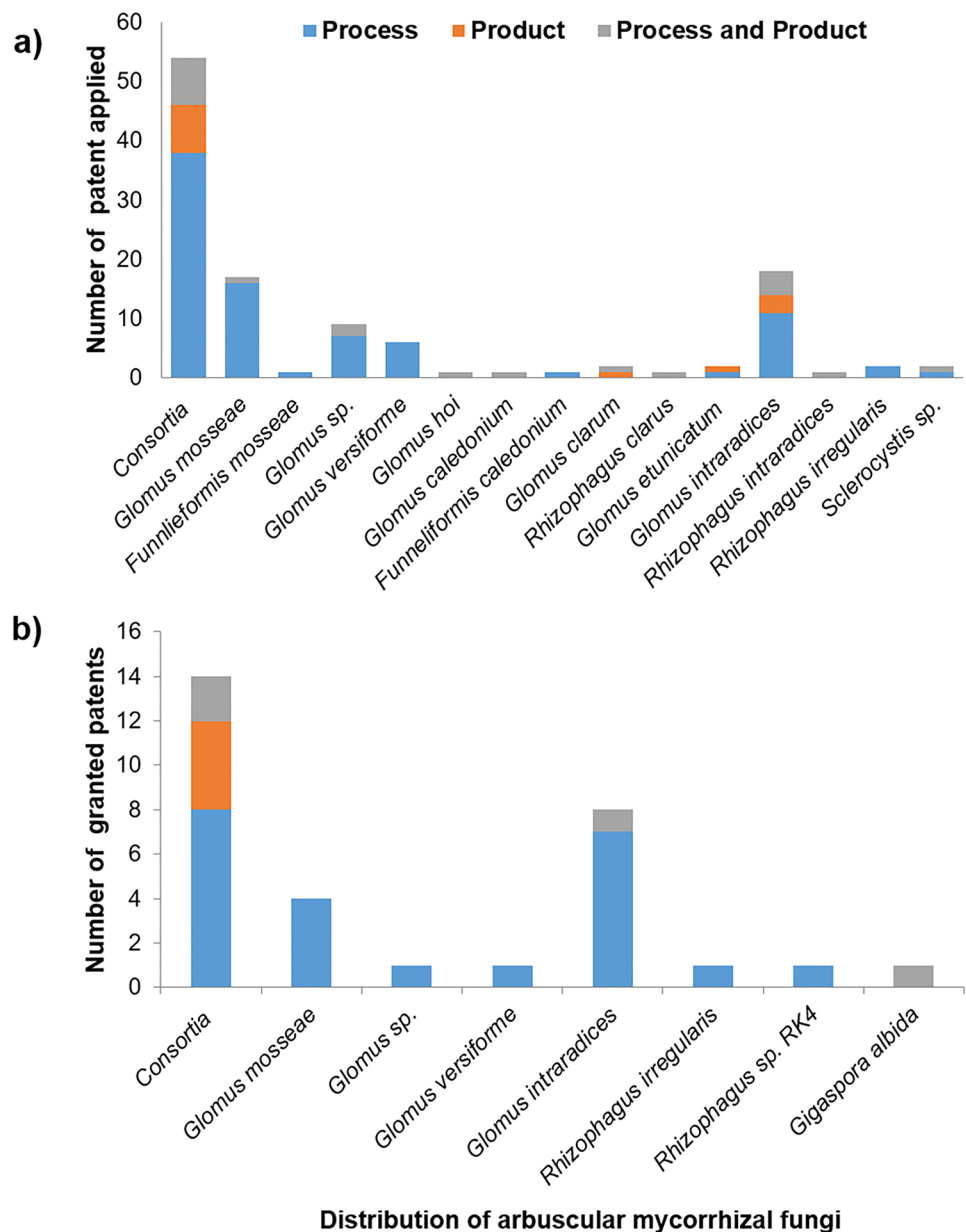 a)
Process Product Process and Product
Number of patent applied
60
50
40
30
20
10
0
Consortia
Glomus mosseae
Funnlieformis mosseae
Glomus sp.
Glomus versiforme
Glomus hoi
Glomus caledonium
Funneliformis caledonium
Glomus clarum
Rhizophagus clarus
Glomus etunicatum
Glomus intraradices
Rhizophagus intraradices
Rhizophagus irregularis
Sclerocystis sp.
b)
Number of granted patents
16
14
12
10
8
6
4
2
0
Consortia
Glomus mosseae
Glomus sp.
Glomus versiforme
Glomus intraradices
Rhizophagus irregularis
Rhizophagus sp. RK4
Gigaspora albida
Distribution of arbuscular mycorrhizal fungi